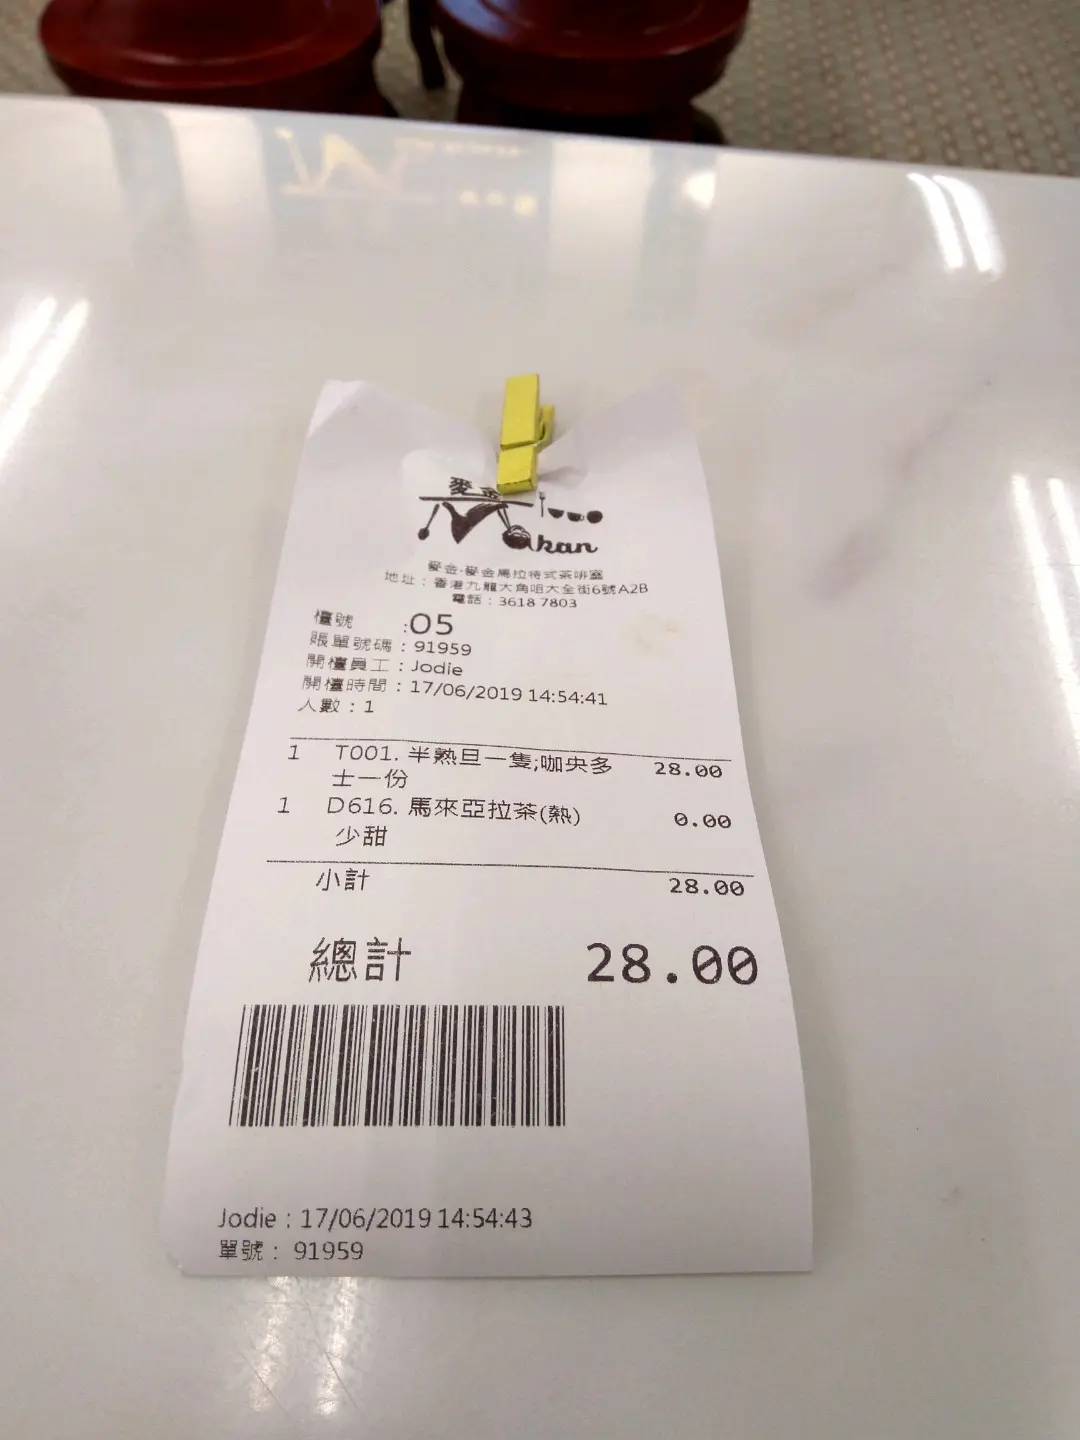 麥金
Makan
麥金·麥金馬拉特式茶啡室
地址：香港九龍大角咀大全街6號A2B
電話：3618 7803
檯號 :05
賬單號碼：91959
開檯員工：Jodie
開檯時間：17/06/2019 14:54:41
人數：1
1 T001. 半熟旦一隻;咖央多 28.00
士一份
1 D616. 馬來亞拉茶(熱) 0.00
少甜
小計 28.00
總計 28.00
Jodie : 17/06/2019 14:54:43
單號： 91959